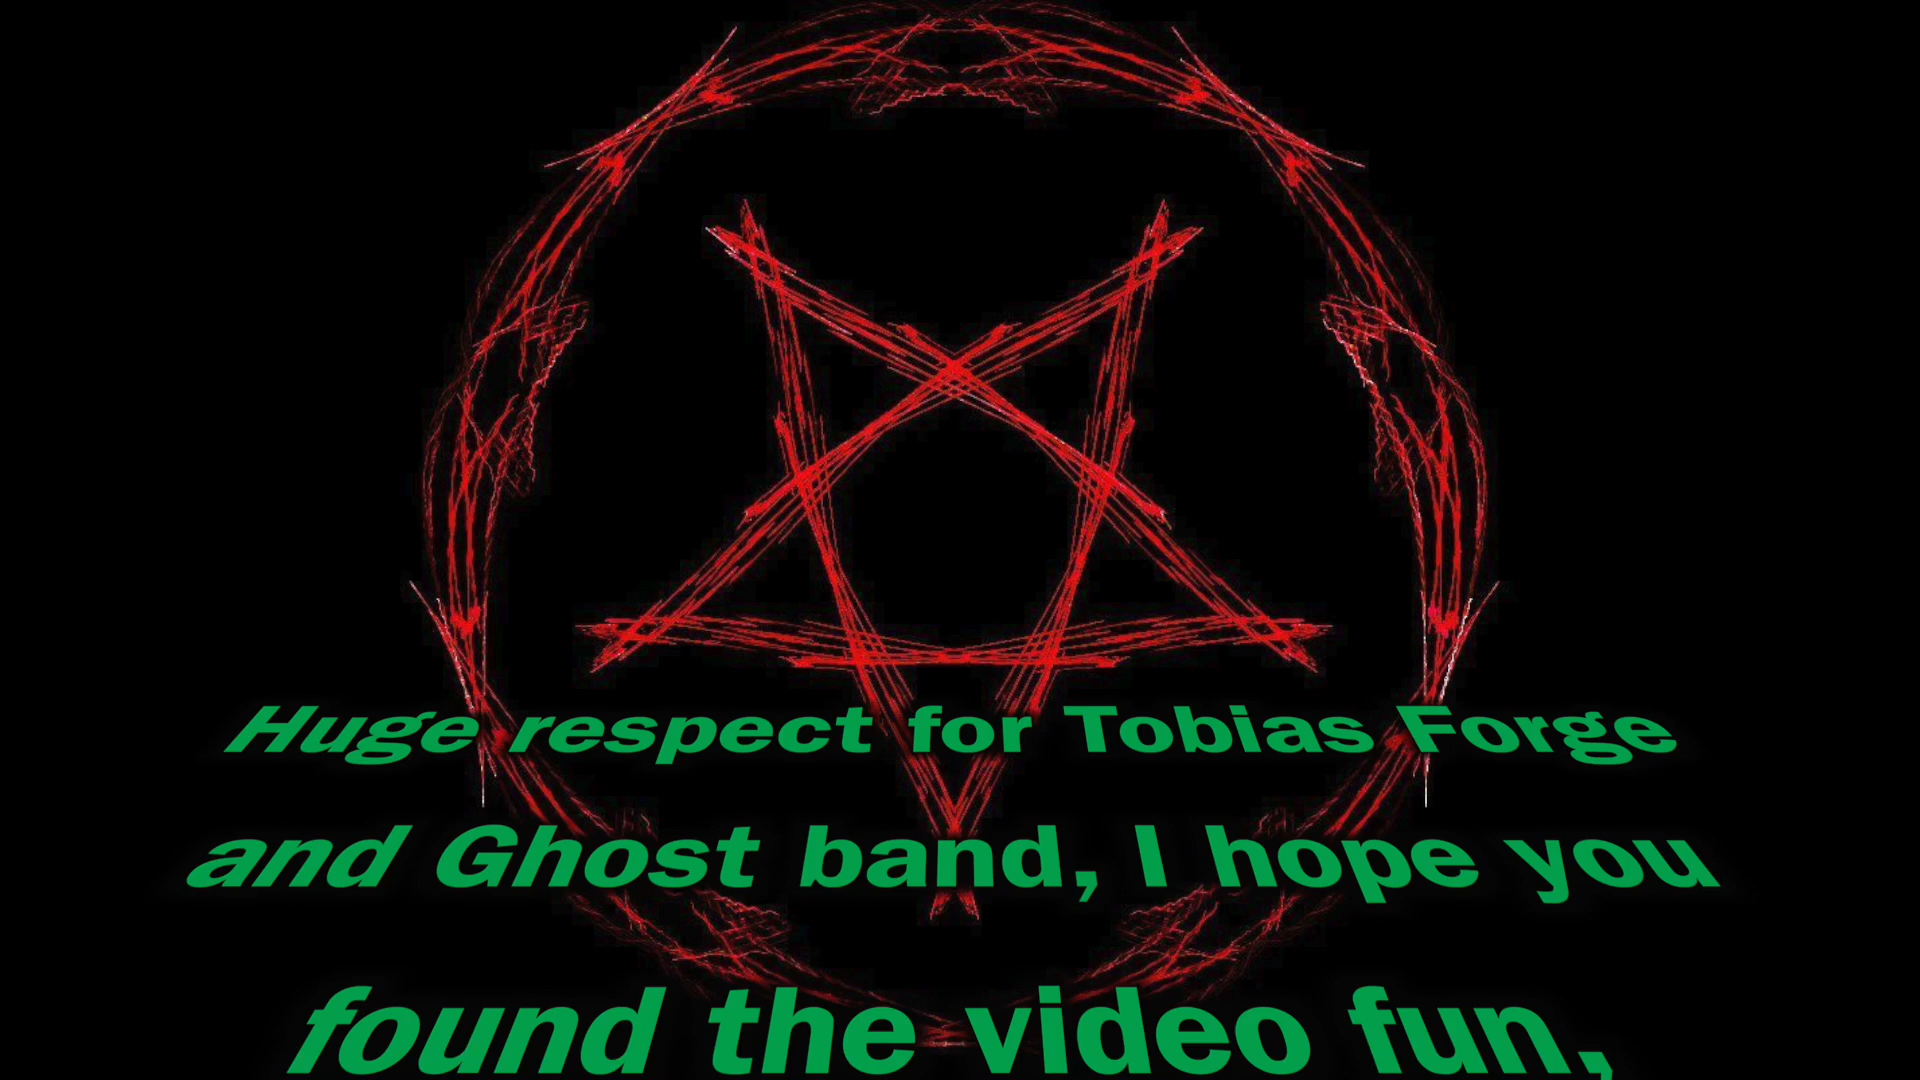 Huge respect for Tobias Forge
and Ghost band, I hope you
found the video fun,